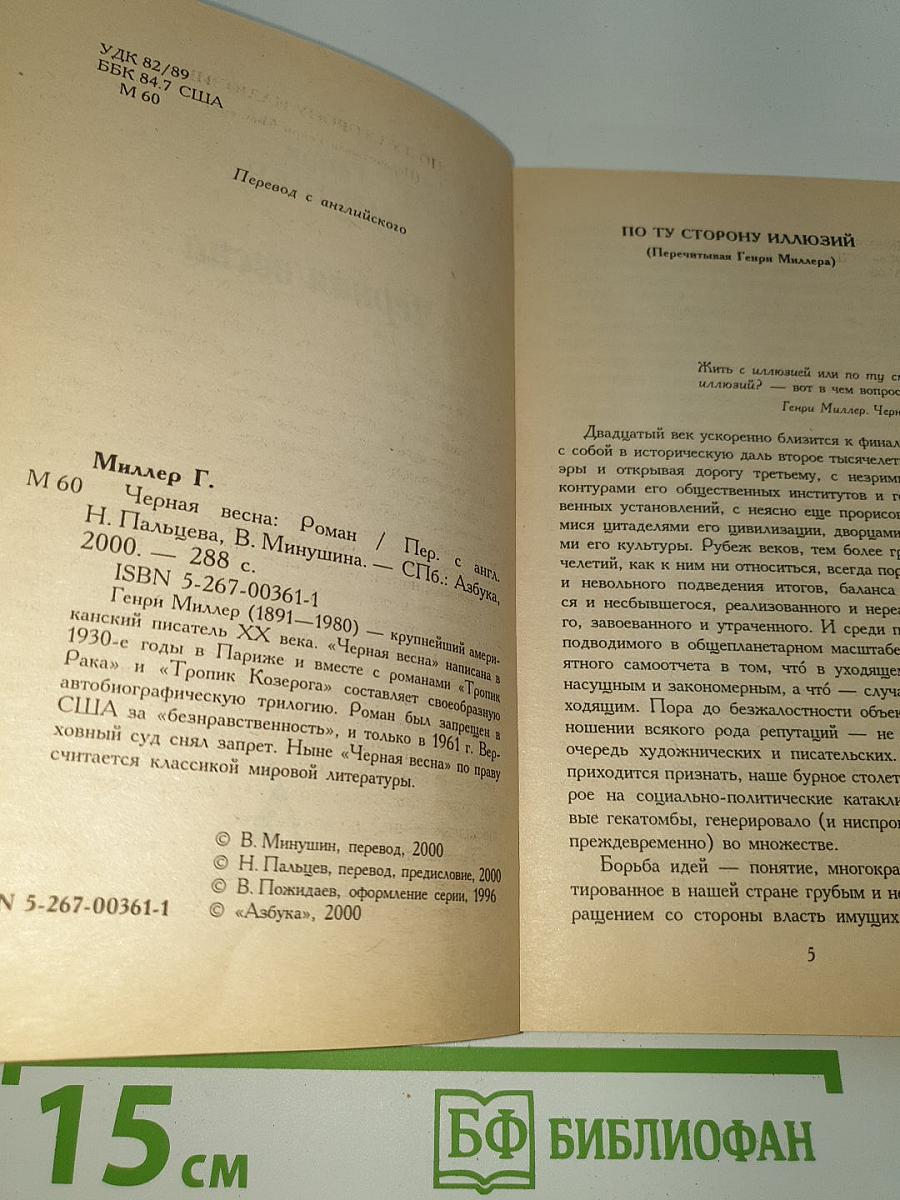 УДК 82/89
ББК 84.7 США
М 60
Перевод с английского
Миллер Г.
М 60 Черная весна: Роман / Пер. с англ.
Н. Пальцева, В. Минушина. — СПб.: Азбука,
2000. — 288 с.
ISBN 5-267-00361-1
Генри Миллер (1891—1980) — крупнейший амери-
канский писатель XX века. «Черная весна» написана в
1930-е годы в Париже и вместе с романами «Тропик
Рака» и «Тропик Козерога» составляет своеобразную
автобиографическую трилогию. Роман был запрещен в
США за «безнравственность», и только в 1961 г. Вер-
ховный суд снял запрет. Ныне «Черная весна» по праву
считается классикой мировой литературы.
© В. Минушин, перевод, 2000
© Н. Пальцев, перевод, предисловие, 2000
© В. Пожидаев, оформление серии, 1996
N 5-267-00361-1 © «Азбука», 2000
ПО ТУ СТОРОНУ ИЛЛЮЗИЙ
(Перечитывая Генри Миллера)
Жить с иллюзией или по ту с
иллюзий? — вот в чем вопрос
Генри Миллер. Черн
Двадцатый век ускоренно близится к финал
с собой в историческую даль второе тысячелет
эры и открывая дорогу третьему, с незрим
контурами его общественных институтов и г
венных установлений, с неясно еще прорисов
мися цитаделями его цивилизации, дворцам
ми его культуры. Рубеж веков, тем более г
челетий, как к ним ни относиться, всегда пор
и невольного подведения итогов, баланса
ся и несбывшегося, реализованного и нереа
го, завоеванного и утраченного. И среди п
подводимого в общепланетарном масштабе
ятного самоотчета в том, что́ в уходящем
насущным и закономерным, а что́ — случа
ходящим. Пора до безжалостности объек
ношении всякого рода репутаций — не
очередь художнических и писательских.
приходится признать, наше бурное столет
рое на социально-политические катакли
вые гекатомбы, генерировало (и ниспров
преждевременно) во множестве.
Борьба идей — понятие, многокра
тированное в нашей стране грубым и не
ращением со стороны власть имущих
5
15 см
БФ БИБЛИОФАН